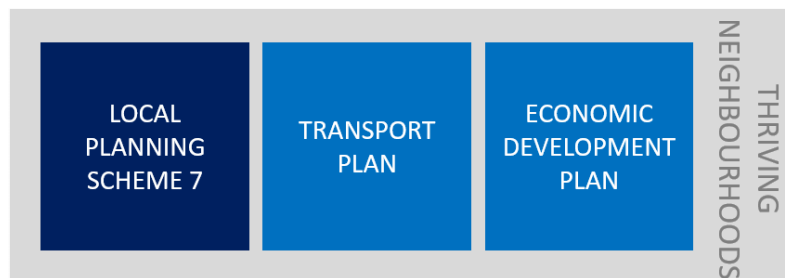 LOCAL
PLANNING
SCHEME 7
TRANSPORT
PLAN
ECONOMIC
DEVELOPMENT
PLAN
THRIVING
NEIGHBOURHOODS